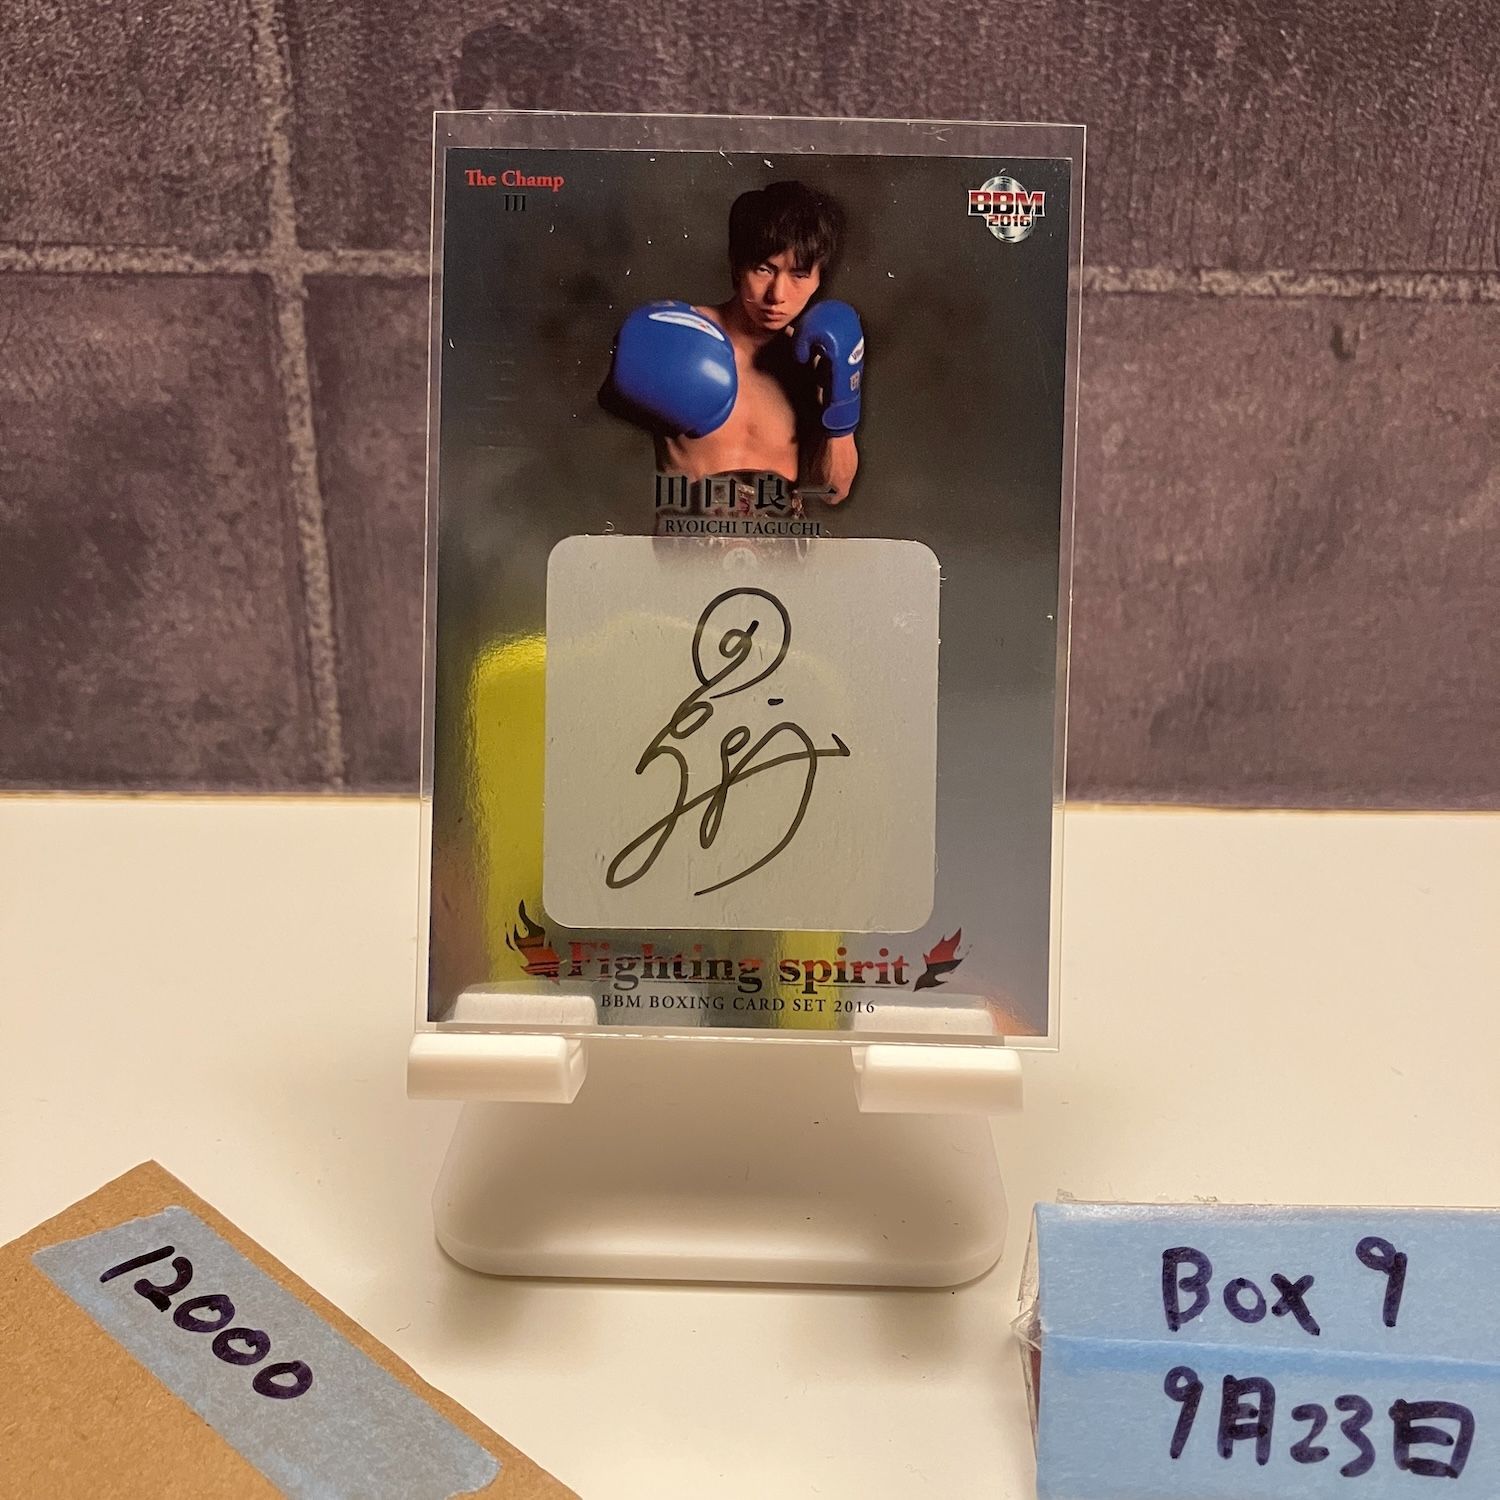 The Champ
III
BBM
2016
田口良一
RYOICHI TAGUCHI
Fighting spirit
BBM BOXING CARD SET 2016
12000
Box 9
9月23日